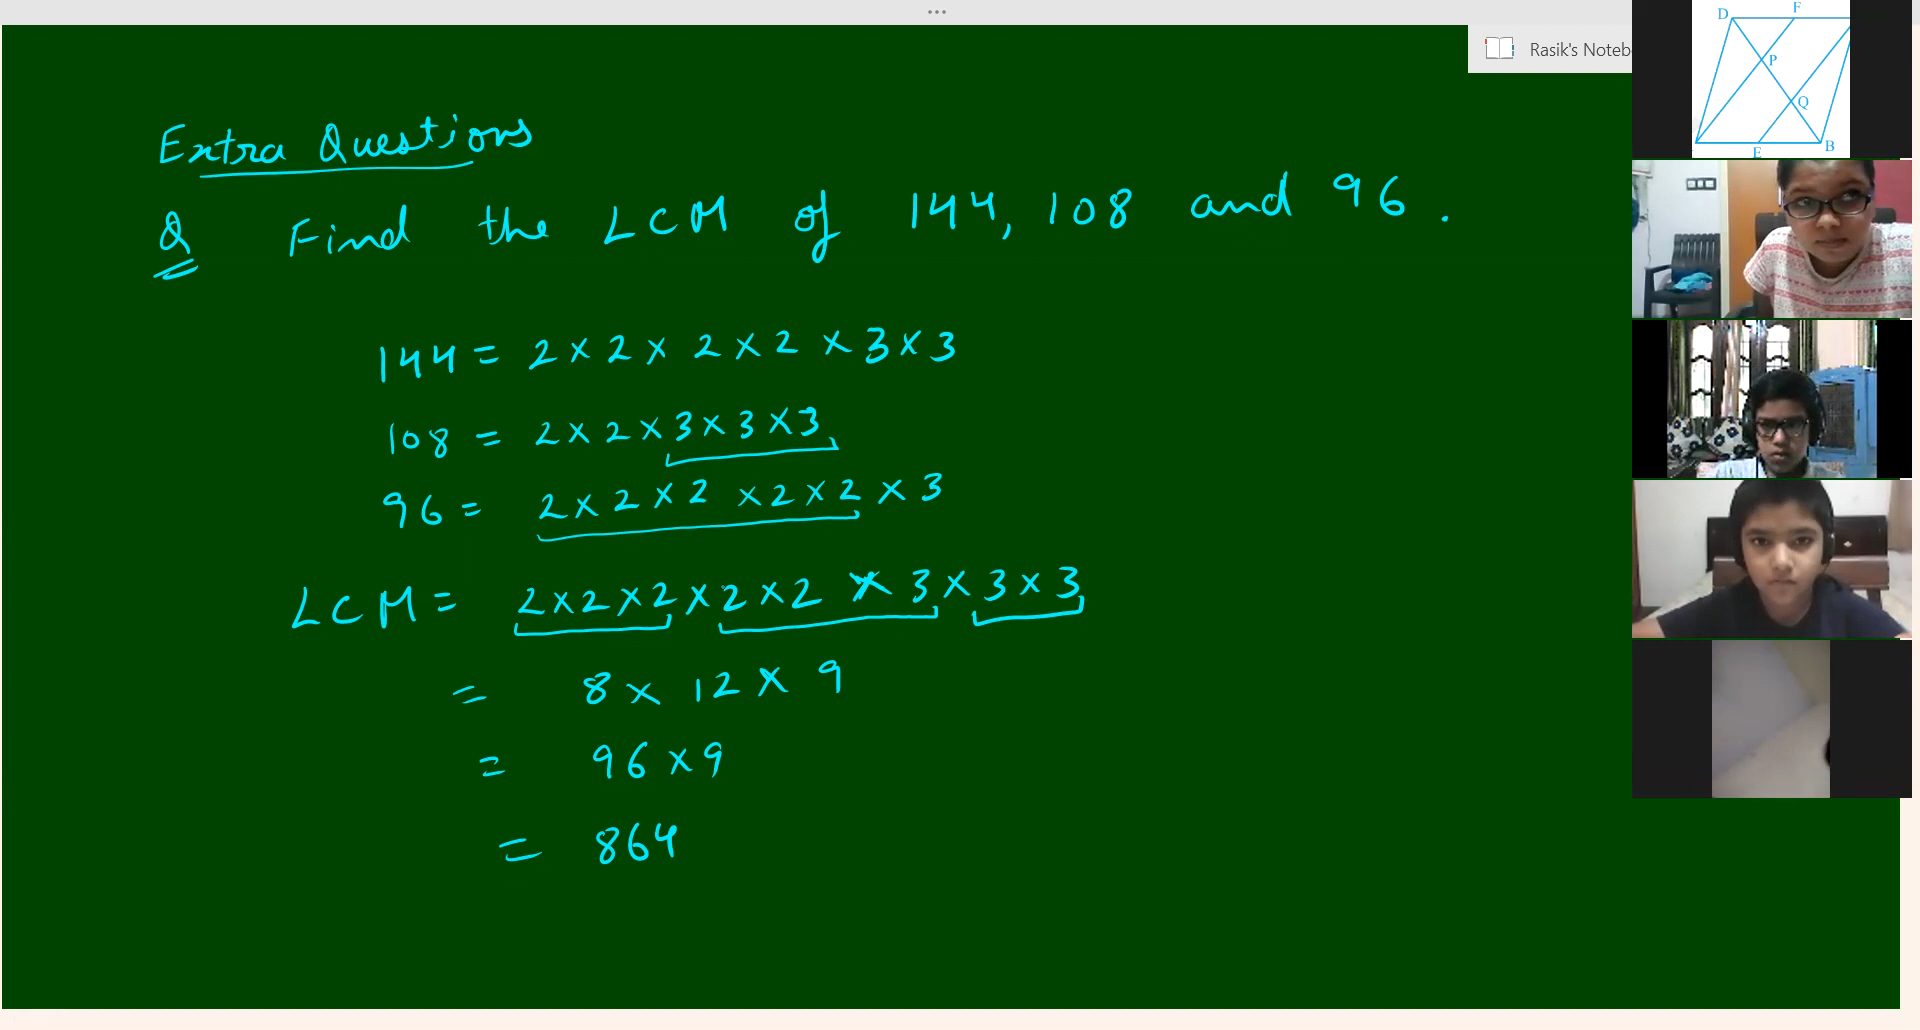 Rasik's Noteb
D F
P
Q
E B
Extra Questions
Q Find the LCM of 144, 108 and 96.
144 = 2 × 2 × 2 × 2 × 3 × 3
108 = 2 × 2 × 3 × 3 × 3
96 = 2 × 2 × 2 × 2 × 2 × 3
LCM = 2 × 2 × 2 × 2 × 2 × 3 × 3 × 3
= 8 × 12 × 9
= 96 × 9
= 864